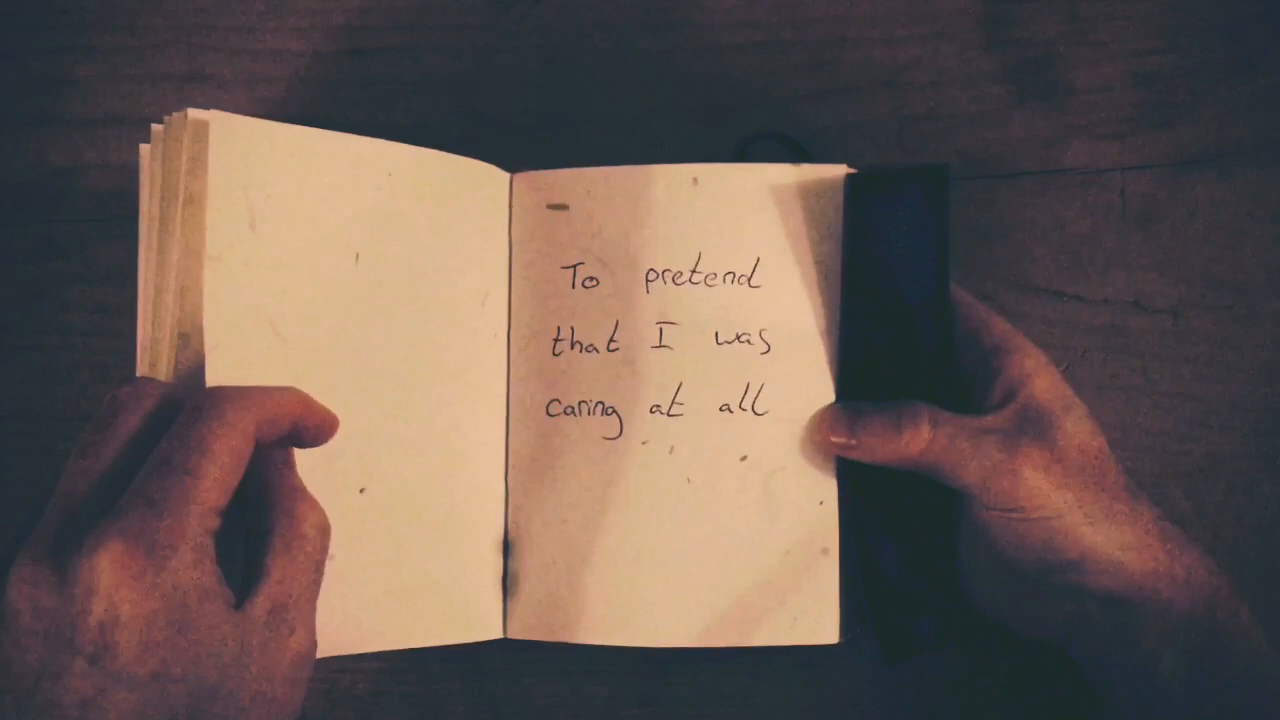 To pretend
that I was
caring at all